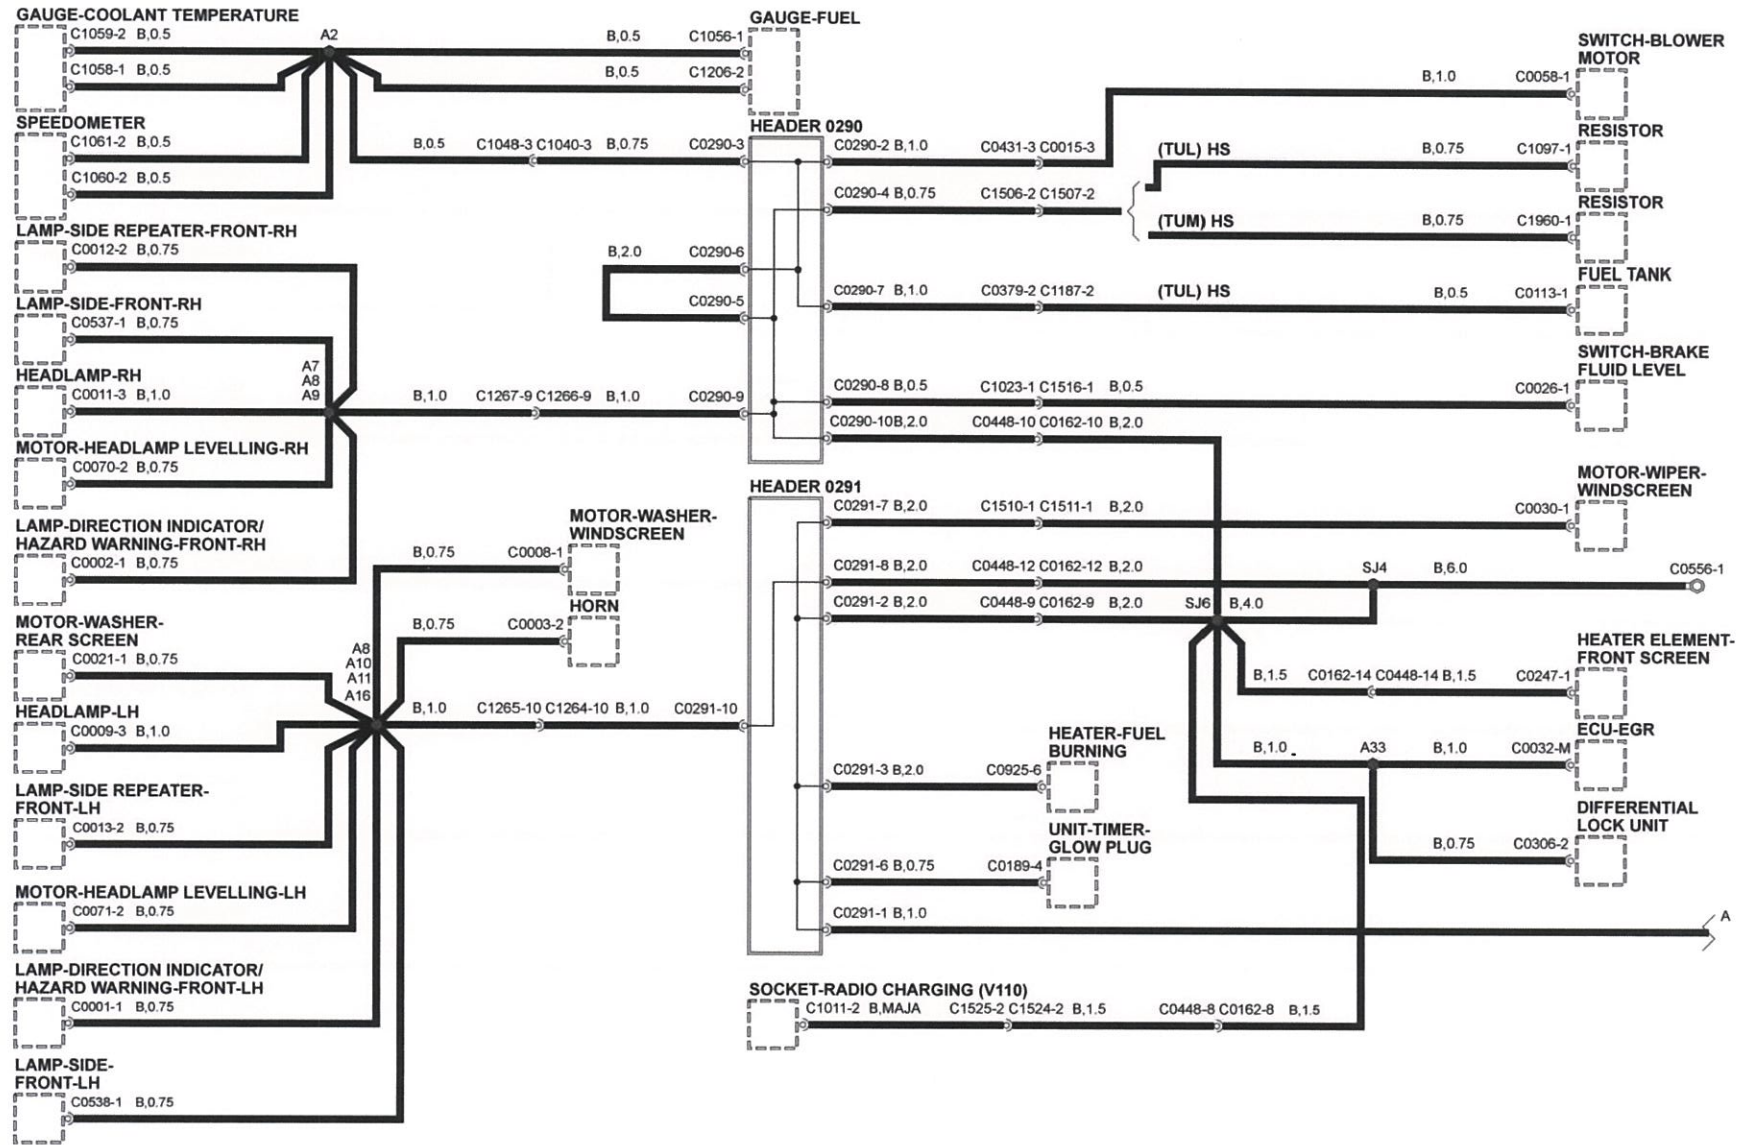 GAUGE-COOLANT TEMPERATURE
C1059-2 B,0.5
C1058-1 B,0.5
A2
B,0.5 C1056-1
B,0.5 C1206-2
GAUGE-FUEL
SPEEDOMETER
C1061-2 B,0.5
C1060-2 B,0.5
B,0.5 C1048-3 C1040-3 B,0.75 C0290-3
LAMP-SIDE REPEATER-FRONT-RH
C0012-2 B,0.75
LAMP-SIDE-FRONT-RH
C0537-1 B,0.75
HEADLAMP-RH
C0011-3 B,1.0
A7
A8
A9
B,1.0 C1267-9 C1266-9 B,1.0 C0290-9
MOTOR-HEADLAMP LEVELLING-RH
C0070-2 B,0.75
LAMP-DIRECTION INDICATOR/
HAZARD WARNING-FRONT-RH
C0002-1 B,0.75
B,2.0 C0290-6
C0290-5
HEADER 0290
C0290-2 B,1.0 C0431-3 C0015-3
B,1.0 C0058-1
SWITCH-BLOWER
MOTOR
C0290-4 B,0.75 C1506-2 C1507-2
(TUL) HS B,0.75 C1097-1
RESISTOR
(TUM) HS B,0.75 C1960-1
RESISTOR
C0290-7 B,1.0 C0379-2 C1187-2 (TUL) HS B,0.5 C0113-1
FUEL TANK
C0290-8 B,0.5 C1023-1 C1516-1 B,0.5 C0026-1
SWITCH-BRAKE
FLUID LEVEL
C0290-10B,2.0 C0448-10 C0162-10 B,2.0
MOTOR-WASHER-
REAR SCREEN
C0021-1 B,0.75
HEADLAMP-LH
C0009-3 B,1.0
LAMP-SIDE REPEATER-
FRONT-LH
C0013-2 B,0.75
MOTOR-HEADLAMP LEVELLING-LH
C0071-2 B,0.75
LAMP-DIRECTION INDICATOR/
HAZARD WARNING-FRONT-LH
C0001-1 B,0.75
LAMP-SIDE-
FRONT-LH
C0538-1 B,0.75
A8
A10
A11
A16
MOTOR-WASHER-
WINDSCREEN
B,0.75 C0008-1
HORN
B,0.75 C0003-2
B,1.0 C1265-10 C1264-10 B,1.0 C0291-10
HEADER 0291
C0291-7 B,2.0 C1510-1 C1511-1 B,2.0 C0030-1
MOTOR-WIPER-
WINDSCREEN
C0291-8 B,2.0 C0448-12 C0162-12 B,2.0 SJ4 B,6.0 C0556-1
C0291-2 B,2.0 C0448-9 C0162-9 B,2.0 SJ6 B,4.0
B,1.5 C0162-14 C0448-14 B,1.5 C0247-1
HEATER ELEMENT-
FRONT SCREEN
B,1.0 A33 B,1.0 C0032-M
ECU-EGR
B,0.75 C0306-2
DIFFERENTIAL
LOCK UNIT
C0291-3 B,2.0 C0925-6
HEATER-FUEL
BURNING
C0291-6 B,0.75 C0189-4
UNIT-TIMER-
GLOW PLUG
C0291-1 B,1.0 A
SOCKET-RADIO CHARGING (V110)
C1011-2 B,MAJA C1525-2 C1524-2 B,1.5 C0448-8 C0162-8 B,1.5